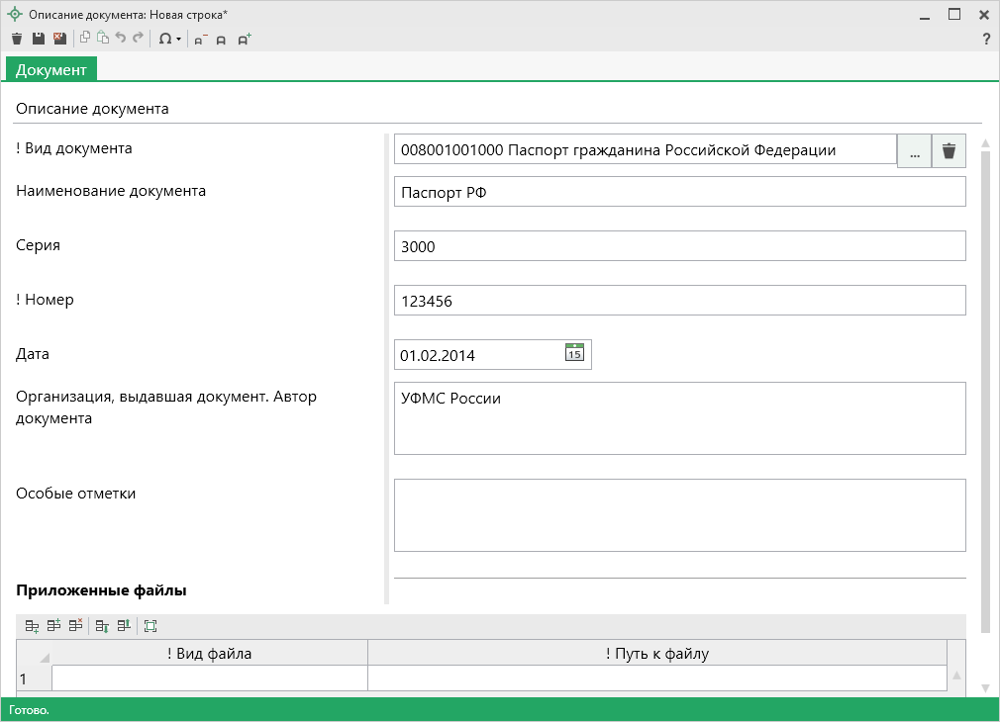 Описание документа: Новая строка*
?
Документ
Описание документа
! Вид документа
008001001000 Паспорт гражданина Российской Федерации
...
Наименование документа
Паспорт РФ
Серия
3000
! Номер
123456
Дата
01.02.2014
15
Организация, выдавшая документ. Автор
документа
УФМС России
Особые отметки
Приложенные файлы
! Вид файла
! Путь к файлу
1
Готово.